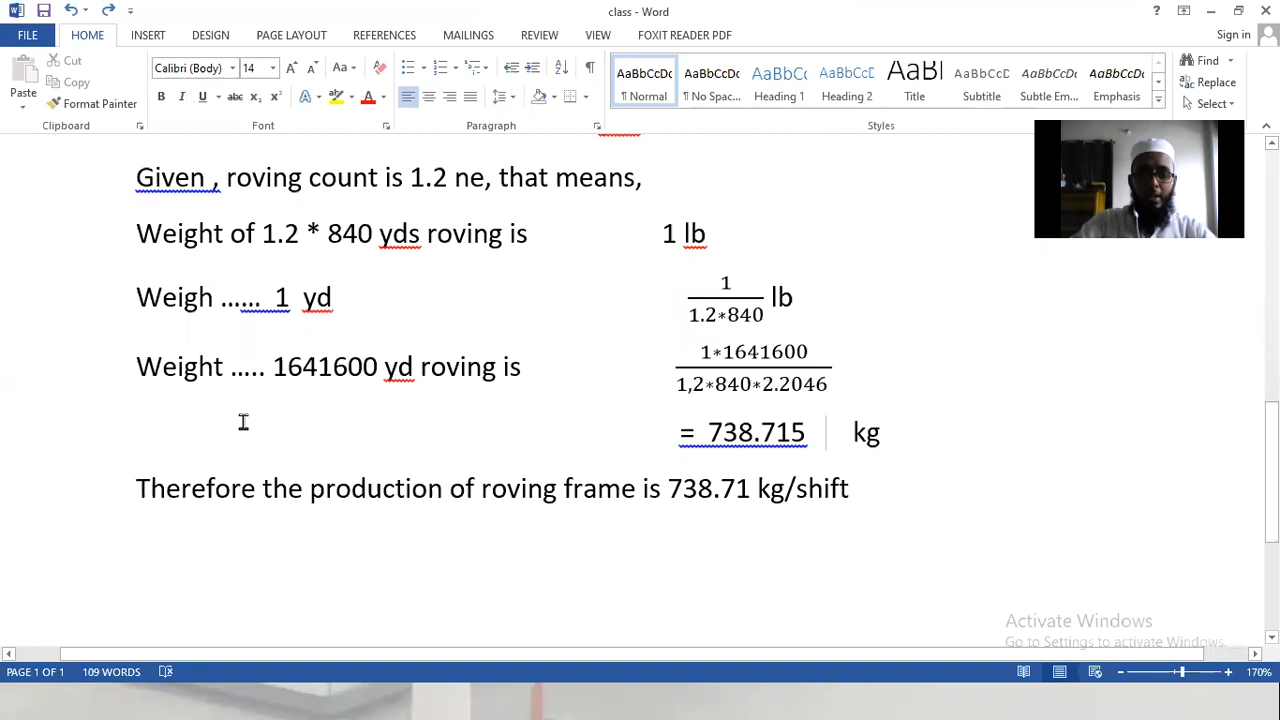 class - Word
Sign in
FILE HOME INSERT DESIGN PAGE LAYOUT REFERENCES MAILINGS REVIEW VIEW FOXIT READER PDF
Paste
Cut
Copy
Format Painter
Calibri (Body) 14
AaBbCcDc AaBbCcDc AaBbCc AaBbCcC AaBl AaBbCcD AaBbCcDc AaBbCcDc
¶ Normal ¶ No Spac... Heading 1 Heading 2 Title Subtitle Subtle Em... Emphasis
Find
Replace
Select
Clipboard Font Paragraph Styles
Given , roving count is 1.2 ne, that means,
Weight of 1.2 * 840 yds roving is 1 lb
Weigh …… 1 yd 1/1.2*840 lb
Weight ..... 1641600 yd roving is 1*1641600/1,2*840*2.2046
= 738.715 kg
Therefore the production of roving frame is 738.71 kg/shift
Activate Windows
Go to Settings to activate Windows.
PAGE 1 OF 1 109 WORDS 170%